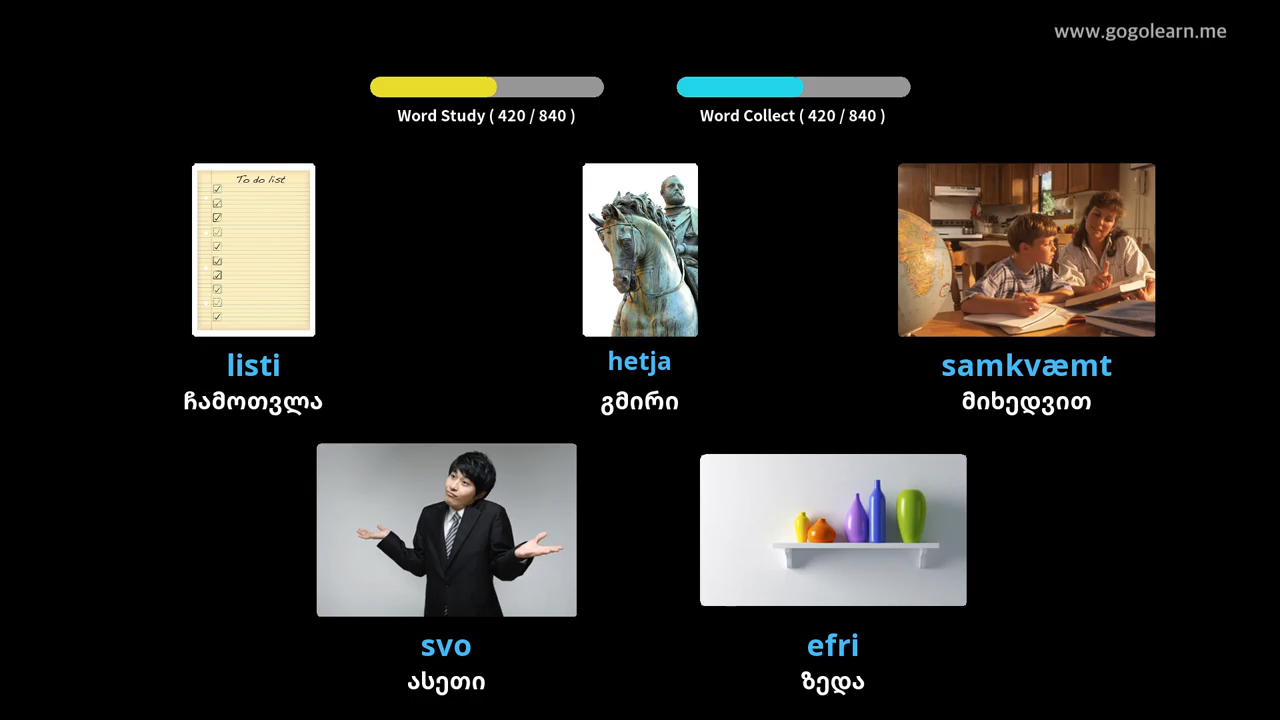 www.gogolearn.me
Word Study ( 420 / 840 )
Word Collect ( 420 / 840 )
To do list
listi
ჩამოთვლა
hetja
გმირი
samkvæmt
მიხედვით
svo
ასეთი
efri
ზედა